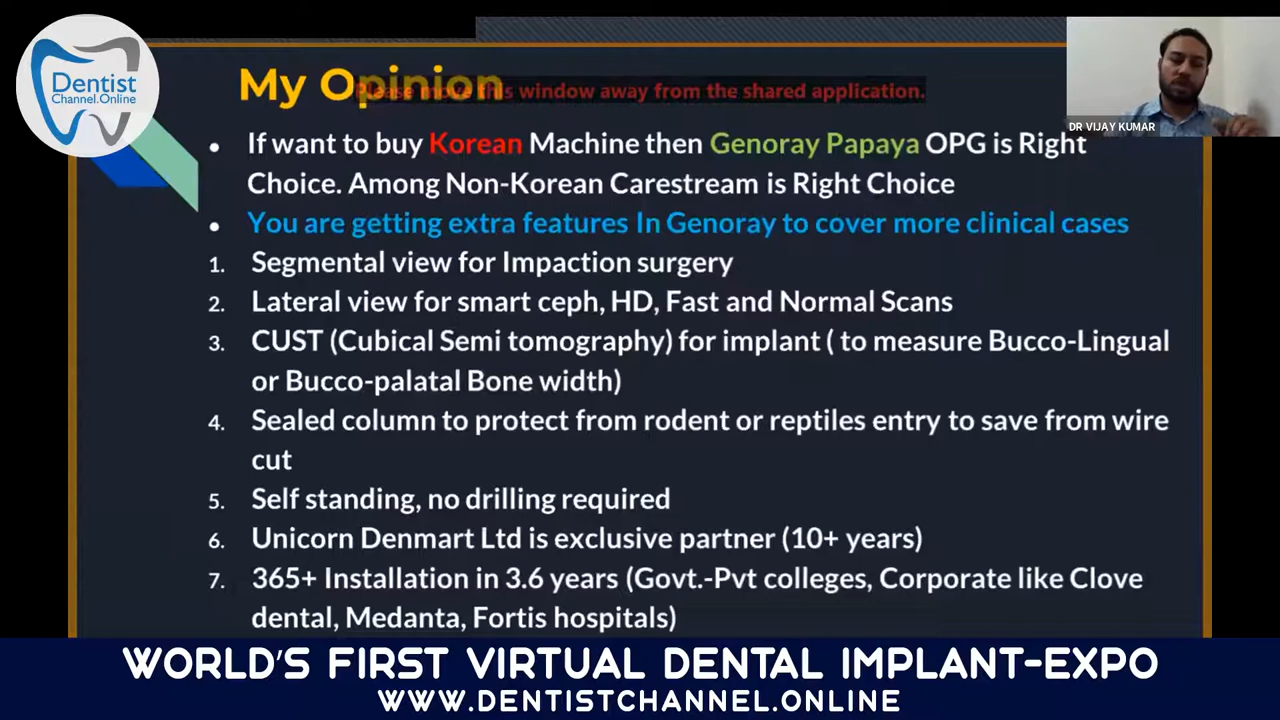 Dentist
Channel.Online
My Opinion
Please move this window away from the shared application.
DR VIJAY KUMAR
• If want to buy Korean Machine then Genoray Papaya OPG is Right
Choice. Among Non-Korean Carestream is Right Choice
• You are getting extra features In Genoray to cover more clinical cases
1. Segmental view for Impaction surgery
2. Lateral view for smart ceph, HD, Fast and Normal Scans
3. CUST (Cubical Semi tomography) for implant ( to measure Bucco-Lingual
or Bucco-palatal Bone width)
4. Sealed column to protect from rodent or reptiles entry to save from wire
cut
5. Self standing, no drilling required
6. Unicorn Denmart Ltd is exclusive partner (10+ years)
7. 365+ Installation in 3.6 years (Govt.-Pvt colleges, Corporate like Clove
dental, Medanta, Fortis hospitals)
WORLD'S FIRST VIRTUAL DENTAL IMPLANT-EXPO
WWW.DENTISTCHANNEL.ONLINE